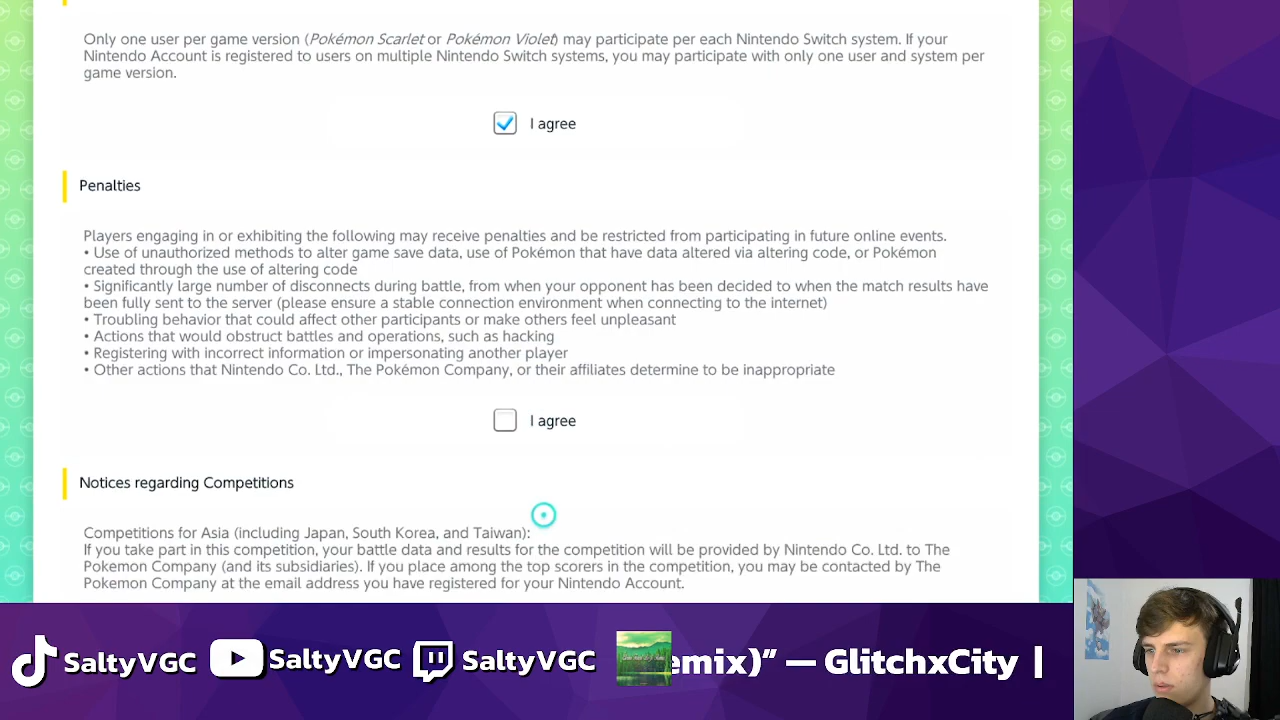 Only one user per game version (Pokémon Scarlet or Pokémon Violet) may participate per each Nintendo Switch system. If your
Nintendo Account is registered to users on multiple Nintendo Switch systems, you may participate with only one user and system per
game version.
I agree
Penalties
Players engaging in or exhibiting the following may receive penalties and be restricted from participating in future online events.
• Use of unauthorized methods to alter game save data, use of Pokémon that have data altered via altering code, or Pokémon
created through the use of altering code
• Significantly large number of disconnects during battle, from when your opponent has been decided to when the match results have
been fully sent to the server (please ensure a stable connection environment when connecting to the internet)
• Troubling behavior that could affect other participants or make others feel unpleasant
• Actions that would obstruct battles and operations, such as hacking
• Registering with incorrect information or impersonating another player
• Other actions that Nintendo Co. Ltd., The Pokémon Company, or their affiliates determine to be inappropriate
I agree
Notices regarding Competitions
Competitions for Asia (including Japan, South Korea, and Taiwan):
If you take part in this competition, your battle data and results for the competition will be provided by Nintendo Co. Ltd. to The
Pokemon Company (and its subsidiaries). If you place among the top scorers in the competition, you may be contacted by The
Pokemon Company at the email address you have registered for your Nintendo Account.
SaltyVGC SaltyVGC SaltyVGC emix)” — GlitchxCity |